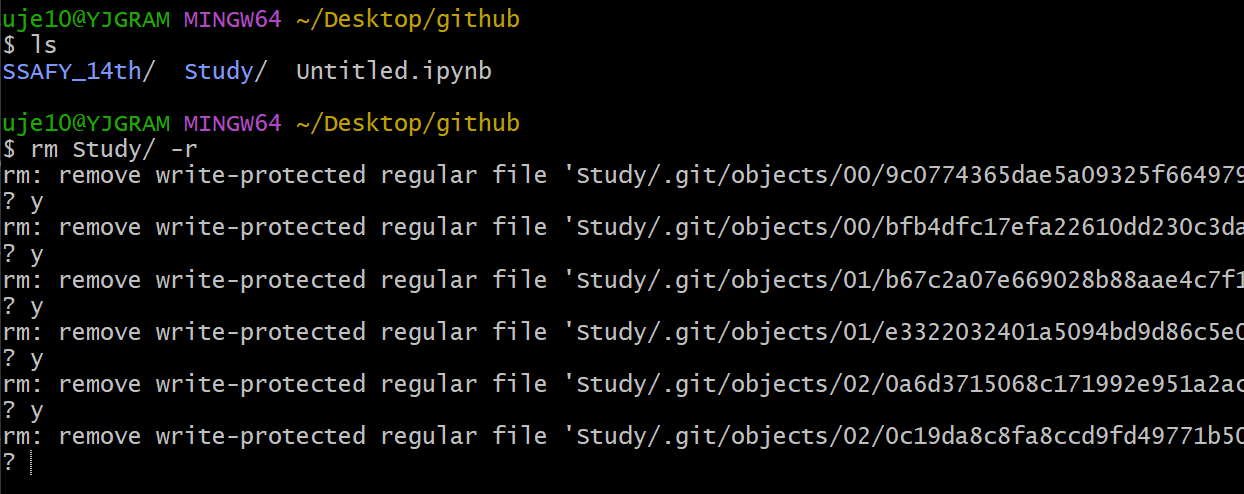 uje10@YJGRAM MINGW64 ~/Desktop/github
$ ls
SSAFY_14th/  Study/  Untitled.ipynb
uje10@YJGRAM MINGW64 ~/Desktop/github
$ rm Study/ -r
rm: remove write-protected regular file 'Study/.git/objects/00/9c0774365dae5a09325f664979
? y
rm: remove write-protected regular file 'Study/.git/objects/00/bfb4dfc17efa22610dd230c3da
? y
rm: remove write-protected regular file 'Study/.git/objects/01/b67c2a07e669028b88aae4c7f1
? y
rm: remove write-protected regular file 'Study/.git/objects/01/e3322032401a5094bd9d86c5e0
? y
rm: remove write-protected regular file 'Study/.git/objects/02/0a6d3715068c171992e951a2ac
? y
rm: remove write-protected regular file 'Study/.git/objects/02/0c19da8c8fa8ccd9fd49771b50
?